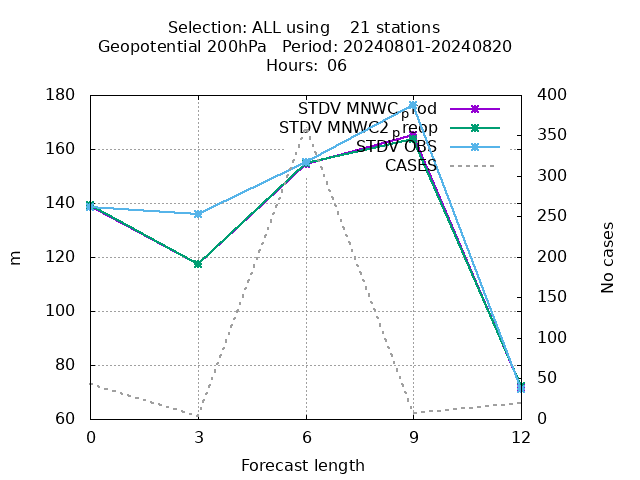 Selection: ALL using    21 stations
Geopotential 200hPa   Period: 20240801-20240820
Hours:  06
STDV MNWC_prod
STDV MNWC2_preop
STDV OBS
CASES
180
160
140
120
100
80
60
400
350
300
250
200
150
100
50
0
m
No cases
0 3 6 9 12
Forecast length